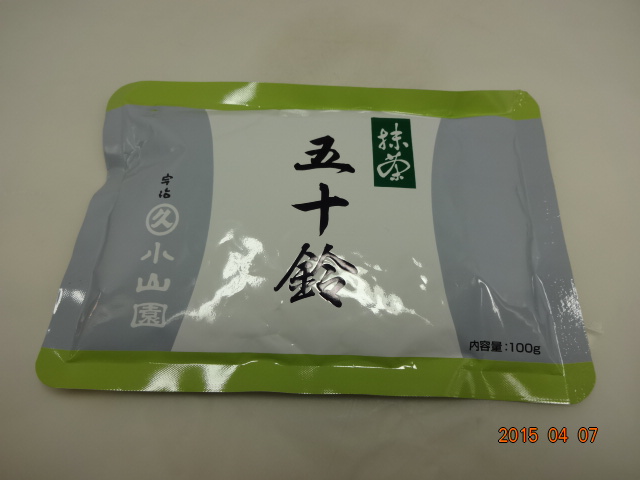 抹茶
五十鈴
宇治
久
小山園
内容量:100g
2015 04 07